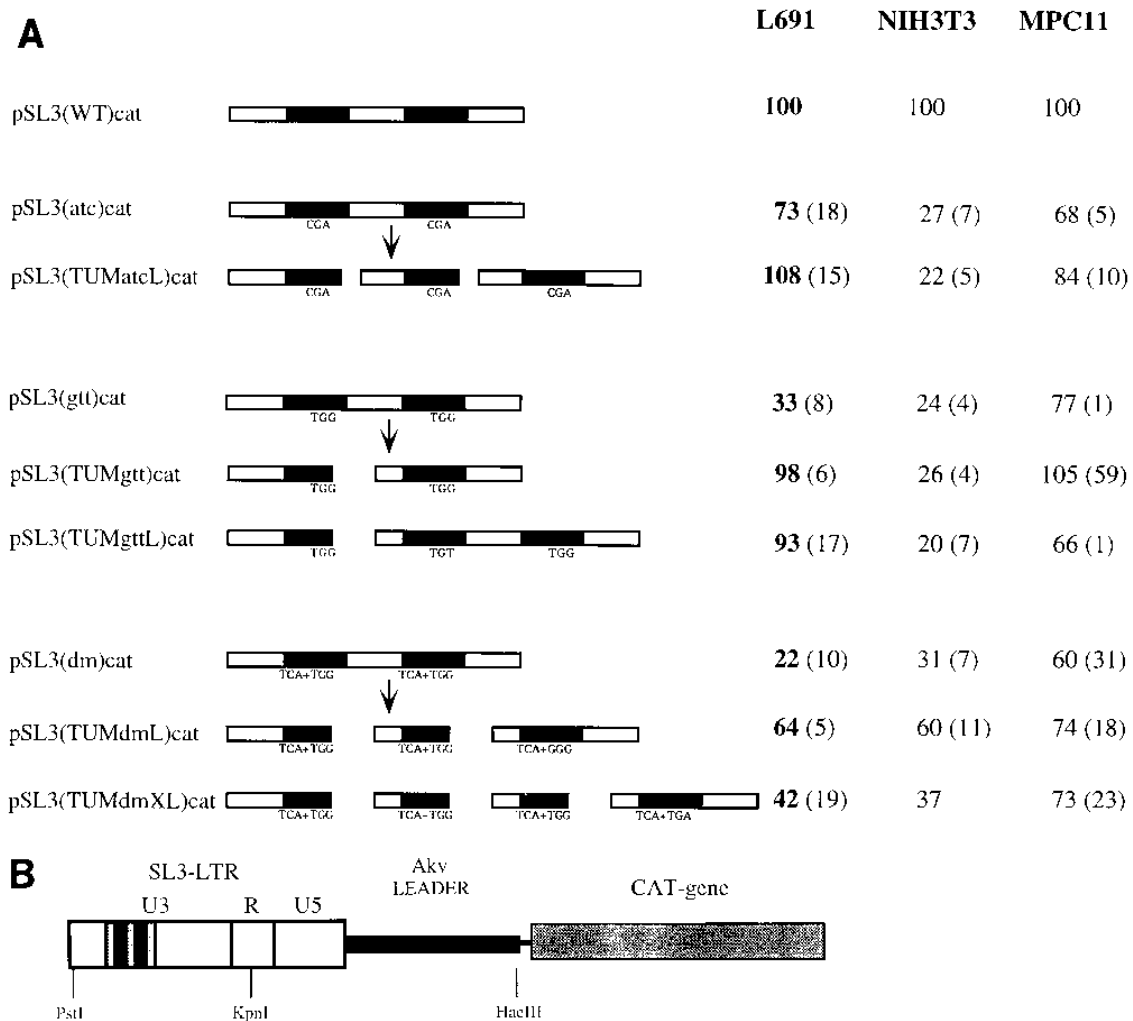 A
L691 NIH3T3 MPC11
pSL3(WT)cat 100 100 100
pSL3(atc)cat 73 (18) 27 (7) 68 (5)
CGA CGA
pSL3(TUMatcL)cat 108 (15) 22 (5) 84 (10)
CGA CGA CGA
pSL3(gtt)cat 33 (8) 24 (4) 77 (1)
TGG TGG
pSL3(TUMgtt)cat 98 (6) 26 (4) 105 (59)
TGG TGG
pSL3(TUMgttL)cat 93 (17) 20 (7) 66 (1)
TGG TGT TGG
pSL3(dm)cat 22 (10) 31 (7) 60 (31)
TCA+TGG TCA+TGG
pSL3(TUMdmL)cat 64 (5) 60 (11) 74 (18)
TCA+TGG TCA+TGG TCA+GGG
pSL3(TUMdmXL)cat 42 (19) 37 73 (23)
TCA+TGG TCA+TGG TCA+TGG TCA+TGA
B
SL3-LTR Akv LEADER CAT-gene
U3 R U5
PstI KpnI HaeIII